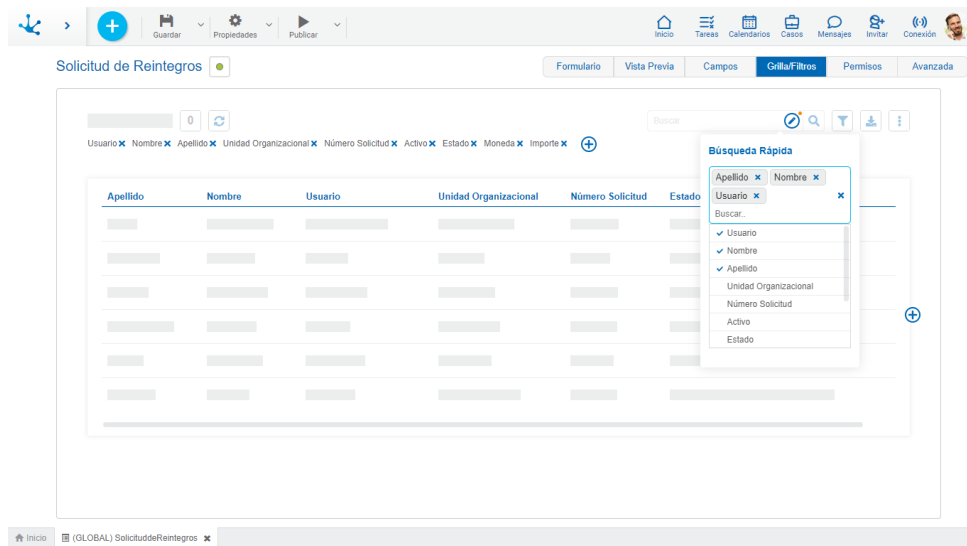 Guardar
Propiedades
Publicar
Inicio
Tareas
Calendarios
Casos
Mensajes
Invitar
Conexión
Solicitud de Reintegros
Formulario
Vista Previa
Campos
Grilla/Filtros
Permisos
Avanzada
0
Buscar
Usuario Nombre Apellido Unidad Organizacional Número Solicitud Activo Estado Moneda Importe
Búsqueda Rápida
Apellido Nombre
Usuario
Buscar..
Usuario
Nombre
Apellido
Unidad Organizacional
Número Solicitud
Activo
Estado
Apellido Nombre Usuario Unidad Organizacional Número Solicitud Estado
Inicio
(GLOBAL) SolicituddeReintegros